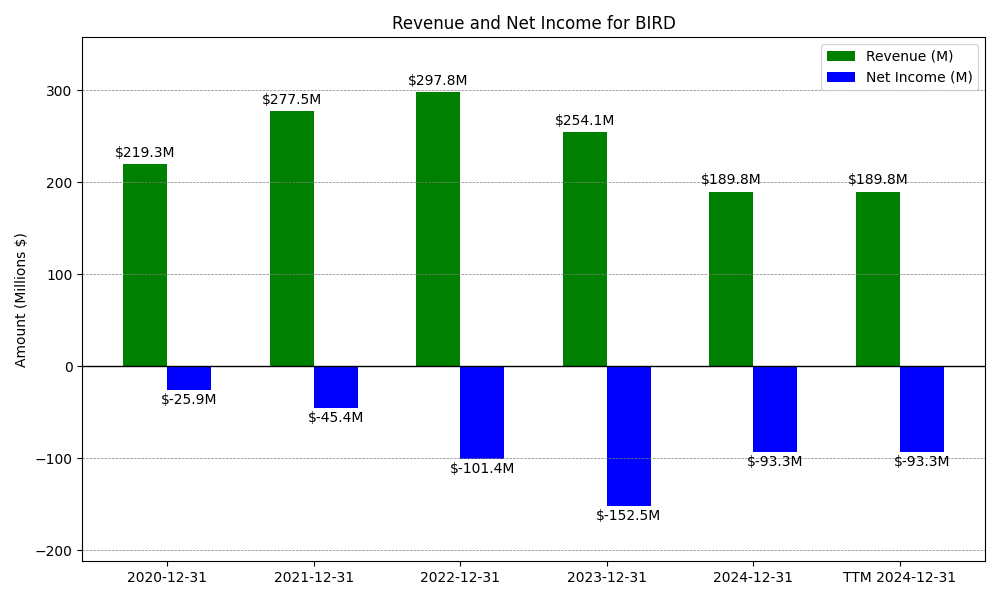 Revenue and Net Income for BIRD
Revenue (M)
Net Income (M)
Amount (Millions $)
300
200
100
0
−100
−200
$219.3M
$277.5M
$297.8M
$254.1M
$189.8M
$189.8M
$-25.9M
$-45.4M
$-101.4M
$-152.5M
$-93.3M
$-93.3M
2020-12-31
2021-12-31
2022-12-31
2023-12-31
2024-12-31
TTM 2024-12-31